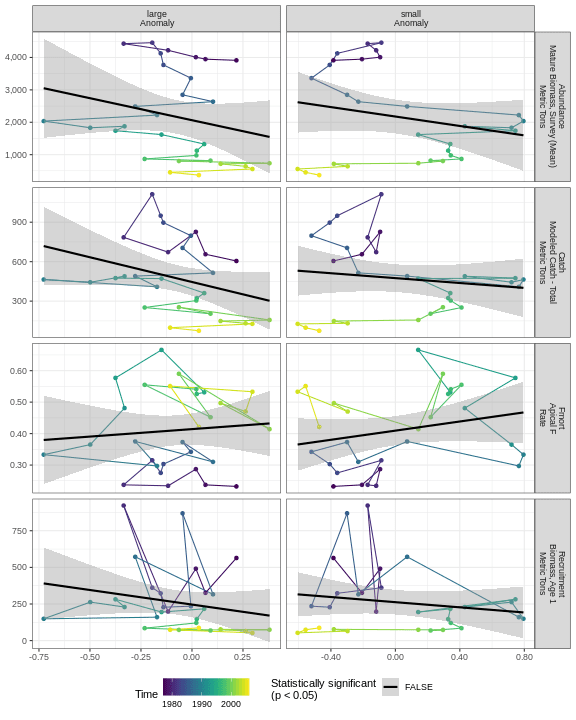 large
Anomaly
small
Anomaly
4,000
3,000
2,000
1,000
Abundance
Mature Biomass, Survey (Mean)
Metric Tons
900
600
300
Catch
Modeled Catch - Total
Metric Tons
0.60
0.50
0.40
0.30
Fmort
Apical F
Rate
750
500
250
0
Recruitment
Biomass, Age 1
Metric Tons
-0.75 -0.50 -0.25 0.00 0.25
-0.40 0.00 0.40 0.80
Time
1980 1990 2000
Statistically significant
(p < 0.05)
FALSE